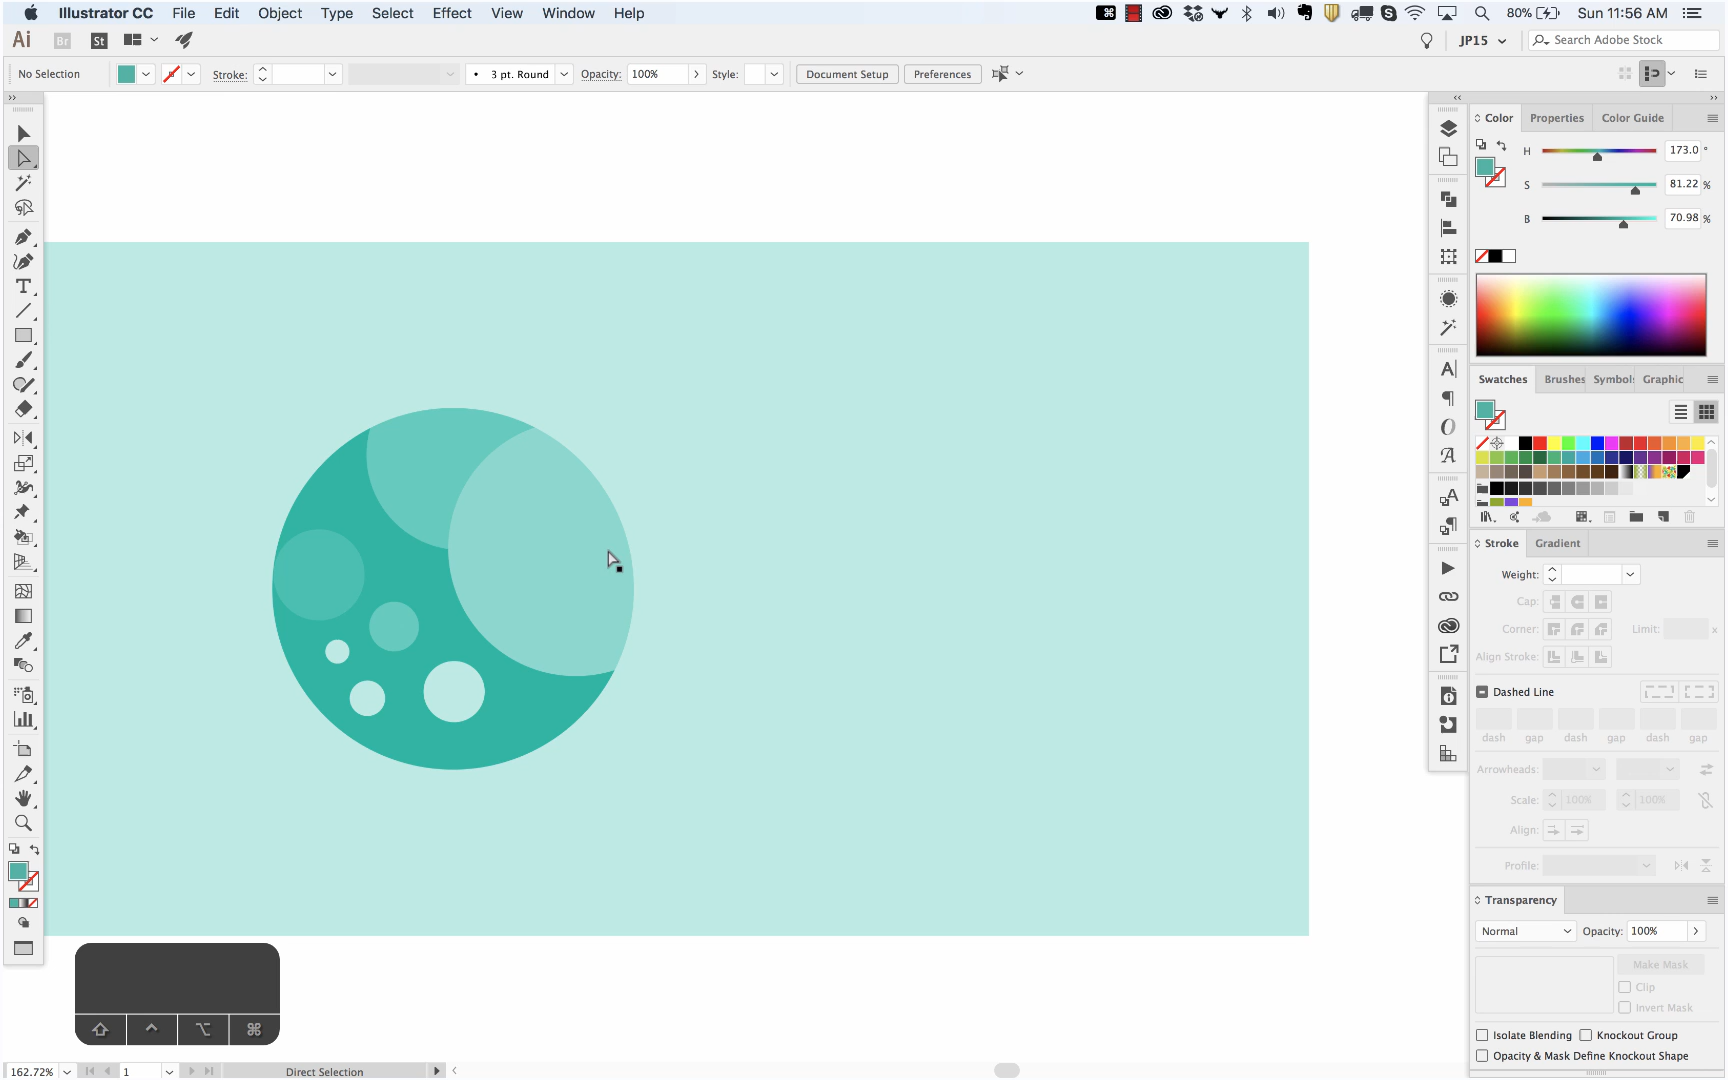 Illustrator CC File Edit Object Type Select Effect View Window Help 80% Sun 11:56 AM
Ai Br St JP15 Search Adobe Stock
No Selection Stroke: 3 pt. Round Opacity: 100% Style: Document Setup Preferences
Color Properties Color Guide
H 173.0 °
S 81.22 %
B 70.98 %
Swatches Brushes Symbol Graphic
Stroke Gradient
Weight:
Cap:
Corner: Limit: x
Align Stroke:
Dashed Line
dash gap dash gap dash gap
Arrowheads:
Scale: 100% 100%
Align:
Profile:
Transparency
Normal Opacity: 100%
Make Mask
Clip
Invert Mask
Isolate Blending Knockout Group
Opacity & Mask Define Knockout Shape
162.72% 1 Direct Selection